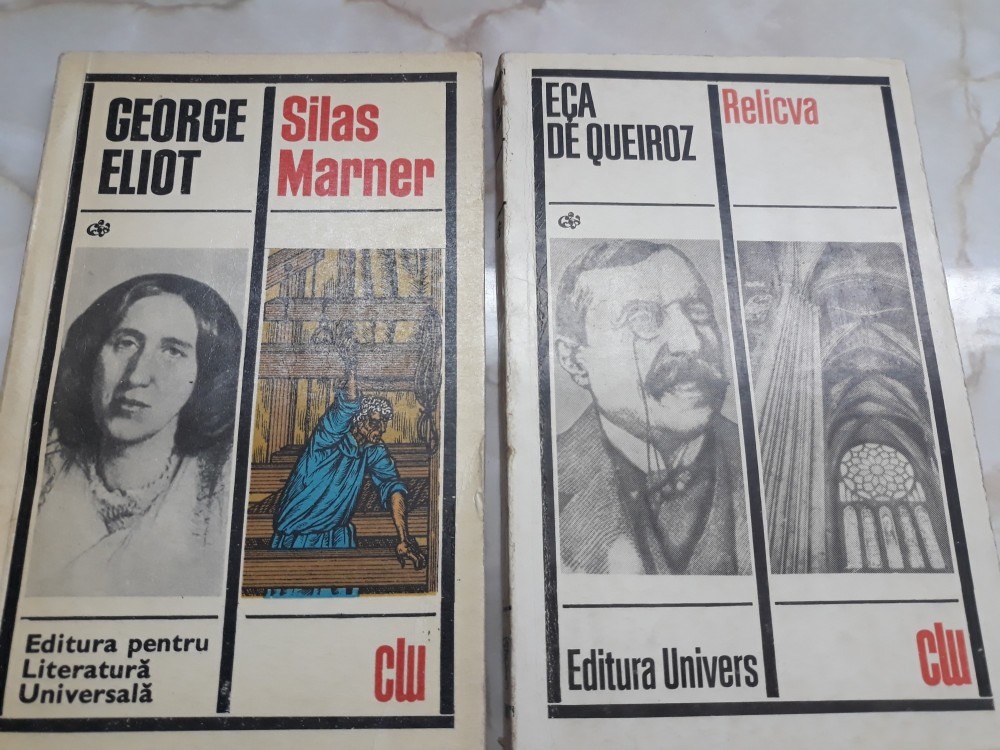 GEORGE
ELIOT
Silas
Marner
Editura pentru
Literatură
Universală
clu
EÇA
DE QUEIROZ
Relicva
Editura Univers
clu